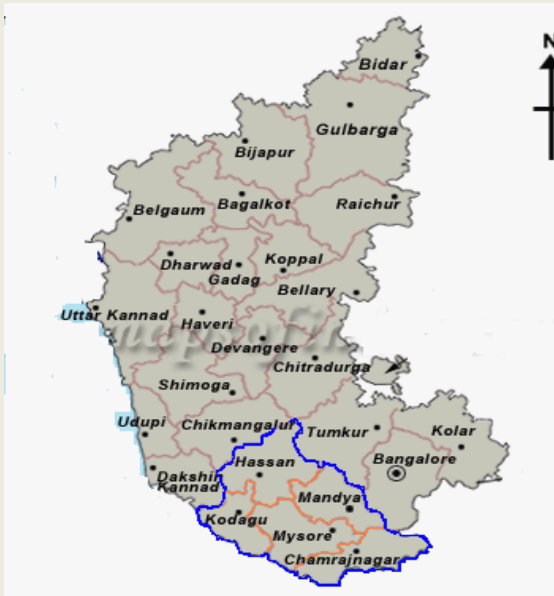 N
Bidar
Gulbarga
Bijapur
Bagalkot
Raichur
Belgaum
Dharwad
Koppal
Gadag
Bellary
Uttar Kannad
Haveri
Devangere
Chitradurga
Shimoga
Udupi
Chikmangalur
Tumkur
Kolar
Bangalore
Hassan
Dakshin
Kannad
Mandya
Kodagu
Mysore
Chamrajnagar